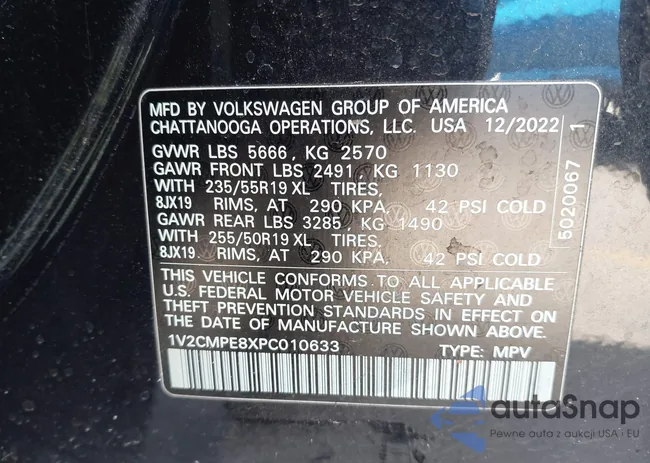 MFD BY VOLKSWAGEN GROUP OF AMERICA
CHATTANOOGA OPERATIONS, LLC. USA 12/2022
GVWR LBS 5666, KG 2570
GAWR FRONT LBS 2491 KG 1130
WITH 235/55R19 XL TIRES,
8JX19 RIMS, AT 290 KPA, 42 PSI COLD
GAWR REAR LBS 3285, KG 1490
WITH 255/50R19 XL TIRES,
8JX19 RIMS, AT 290 KPA, 42 PSI COLD
THIS VEHICLE CONFORMS TO ALL APPLICABLE
U.S. FEDERAL MOTOR VEHICLE SAFETY AND
THEFT PREVENTION STANDARDS IN EFFECT ON
THE DATE OF MANUFACTURE SHOWN ABOVE.
1V2CMPE8XPC010633 TYPE: MPV
5020067 1
autoSnap
Pewne auta z aukcji USA i EU